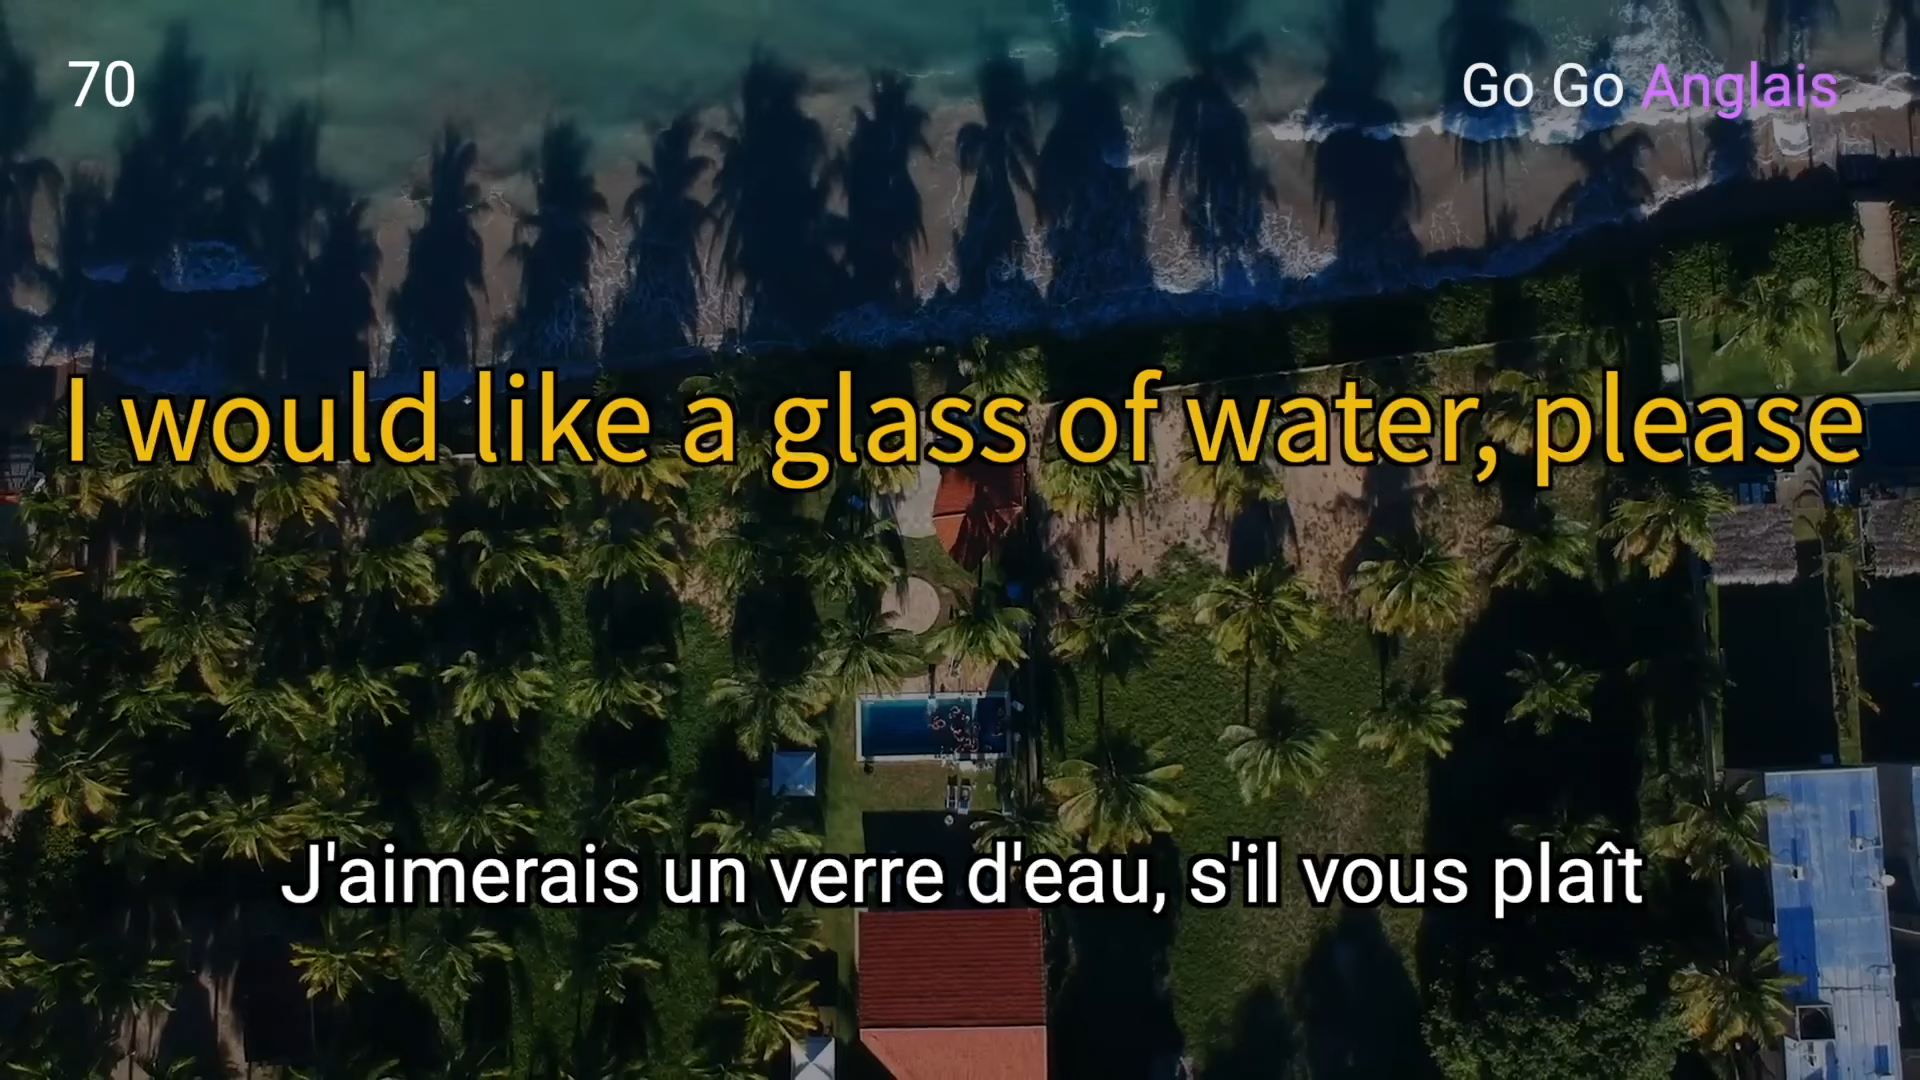 70
Go Go Anglais
I would like a glass of water, please
J'aimerais un verre d'eau, s'il vous plaît